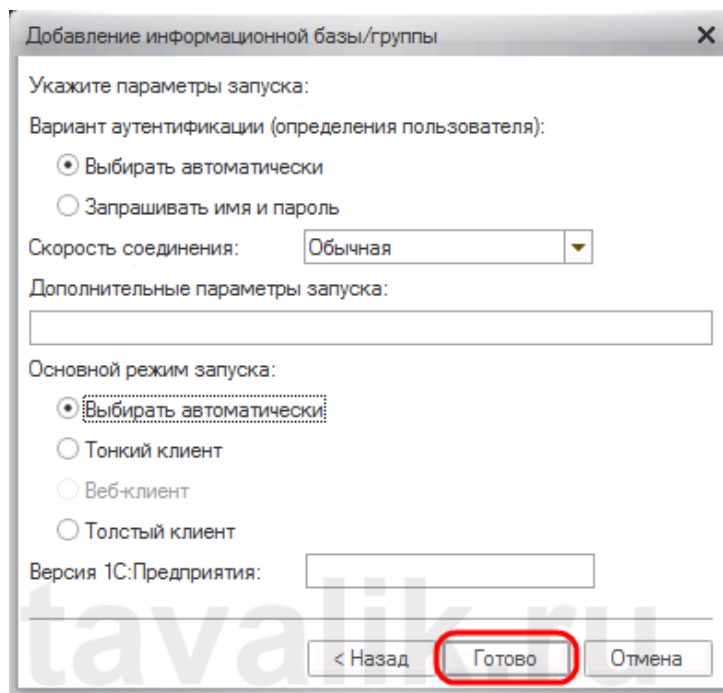 Добавление информационной базы/группы
Укажите параметры запуска:
Вариант аутентификации (определения пользователя):
Выбирать автоматически
Запрашивать имя и пароль
Скорость соединения: Обычная
Дополнительные параметры запуска:
Основной режим запуска:
Выбирать автоматически
Тонкий клиент
Веб-клиент
Толстый клиент
Версия 1С:Предприятия:
tavalik.ru
< Назад Готово Отмена